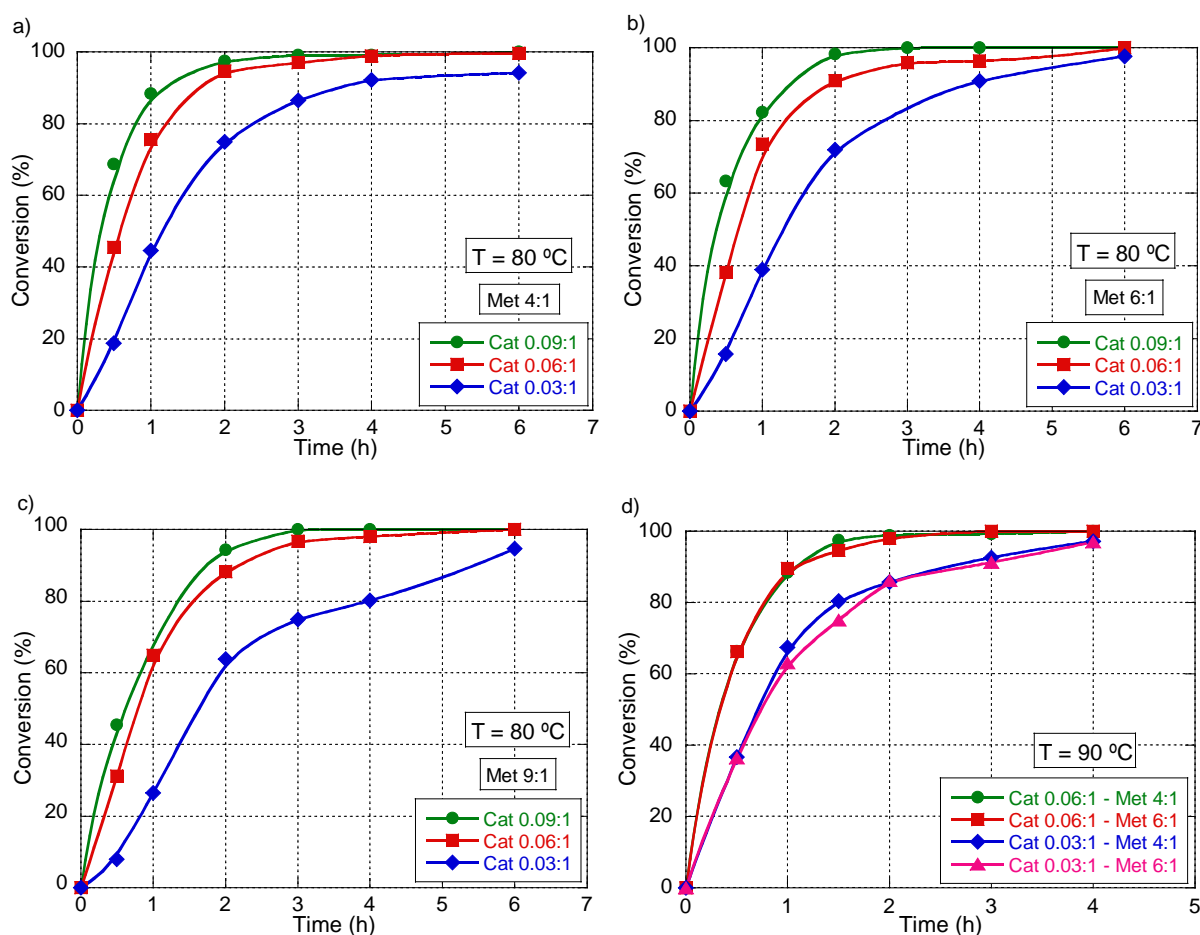 a)
100
80
60
40
20
0
Conversion (%)
T = 80 ºC
Met 4:1
Cat 0.09:1
Cat 0.06:1
Cat 0.03:1
0 1 2 3 4 5 6 7
Time (h)
b)
100
80
60
40
20
0
Conversion (%)
T = 80 ºC
Met 6:1
Cat 0.09:1
Cat 0.06:1
Cat 0.03:1
0 1 2 3 4 5 6 7
Time (h)
c)
100
80
60
40
20
0
Conversion (%)
T = 80 ºC
Met 9:1
Cat 0.09:1
Cat 0.06:1
Cat 0.03:1
0 1 2 3 4 5 6 7
Time (h)
d)
100
80
60
40
20
0
Conversion (%)
T = 90 ºC
Cat 0.06:1 - Met 4:1
Cat 0.06:1 - Met 6:1
Cat 0.03:1 - Met 4:1
Cat 0.03:1 - Met 6:1
0 1 2 3 4 5
Time (h)